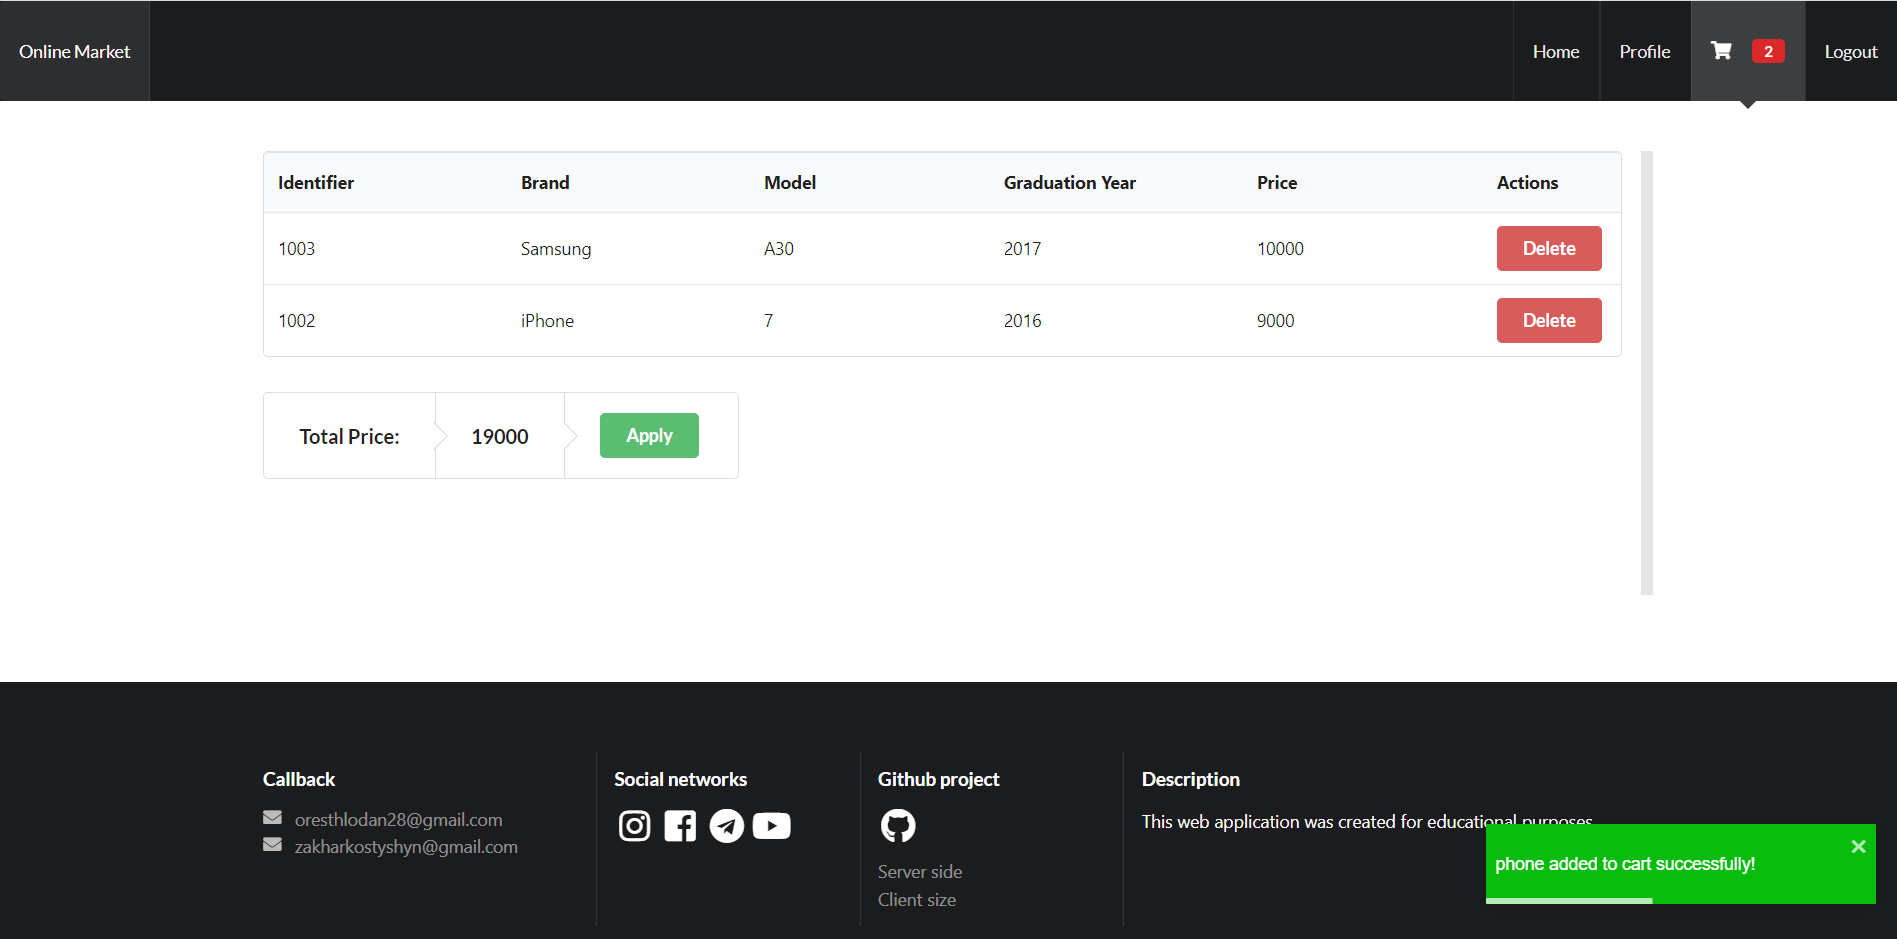 Online Market
Home
Profile
2
Logout
Identifier Brand Model Graduation Year Price Actions
1003 Samsung A30 2017 10000 Delete
1002 iPhone 7 2016 9000 Delete
Total Price: 19000 Apply
Callback
oresthlodan28@gmail.com
zakharkostyshyn@gmail.com
Social networks
Github project
Server side
Client size
Description
This web application was created for educational purposes
phone added to cart successfully!